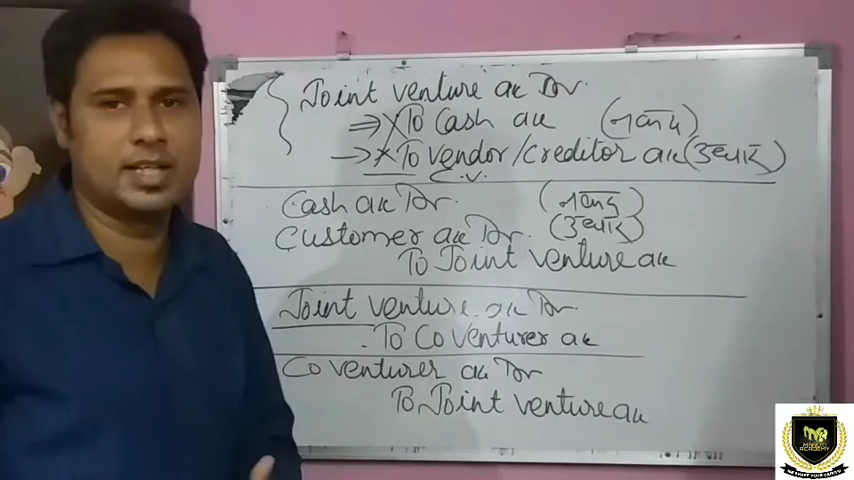 Joint venture a/c Dr.
⇒ To Cash a/c (नगद)
→ To Vendor/Creditor a/c (उधार)
C.V.
Cash a/c Dr. (नगद)
Customer a/c Dr. (उधार)
To Joint venture a/c
Joint venture a/c Dr.
To Co Venturer a/c
Co Venturer a/c Dr
To Joint Venture a/c